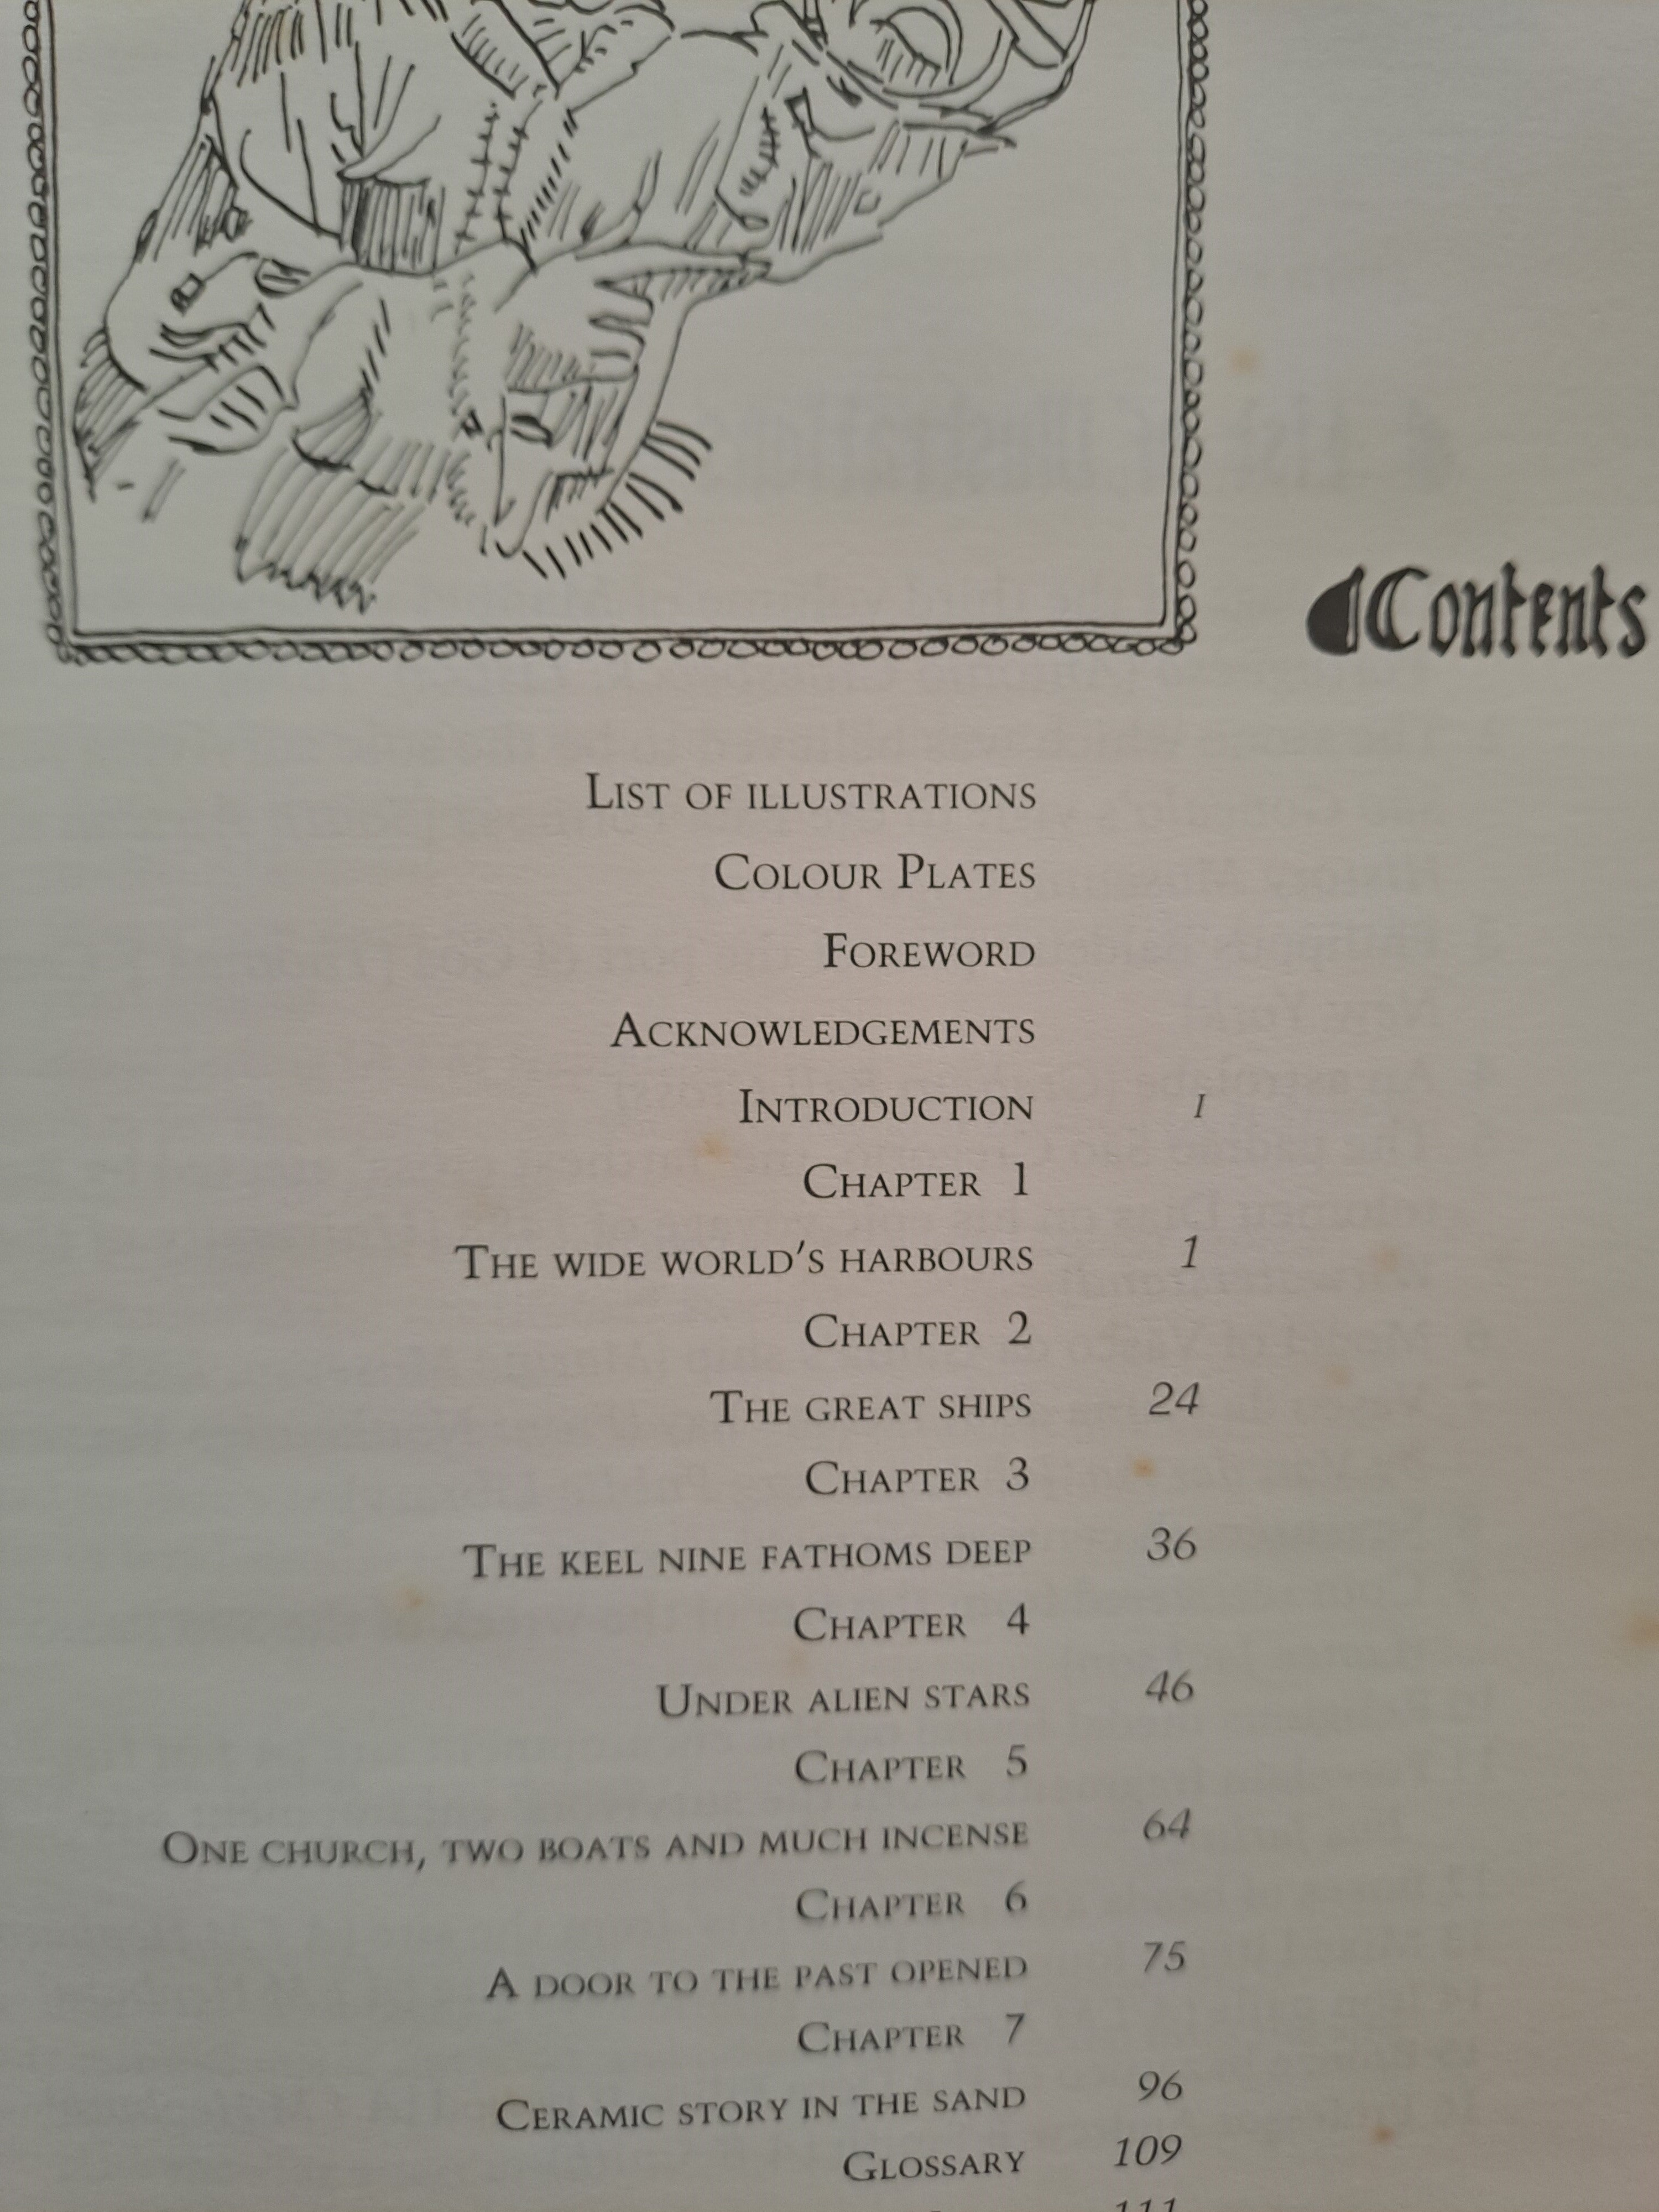 Contents
List of illustrations
Colour Plates
Foreword
Acknowledgements
Introduction I
Chapter 1
The wide world's harbours 1
Chapter 2
The great ships 24
Chapter 3
The keel nine fathoms deep 36
Chapter 4
Under alien stars 46
Chapter 5
One church, two boats and much incense 64
Chapter 6
A door to the past opened 75
Chapter 7
Ceramic story in the sand 96
Glossary 109
111